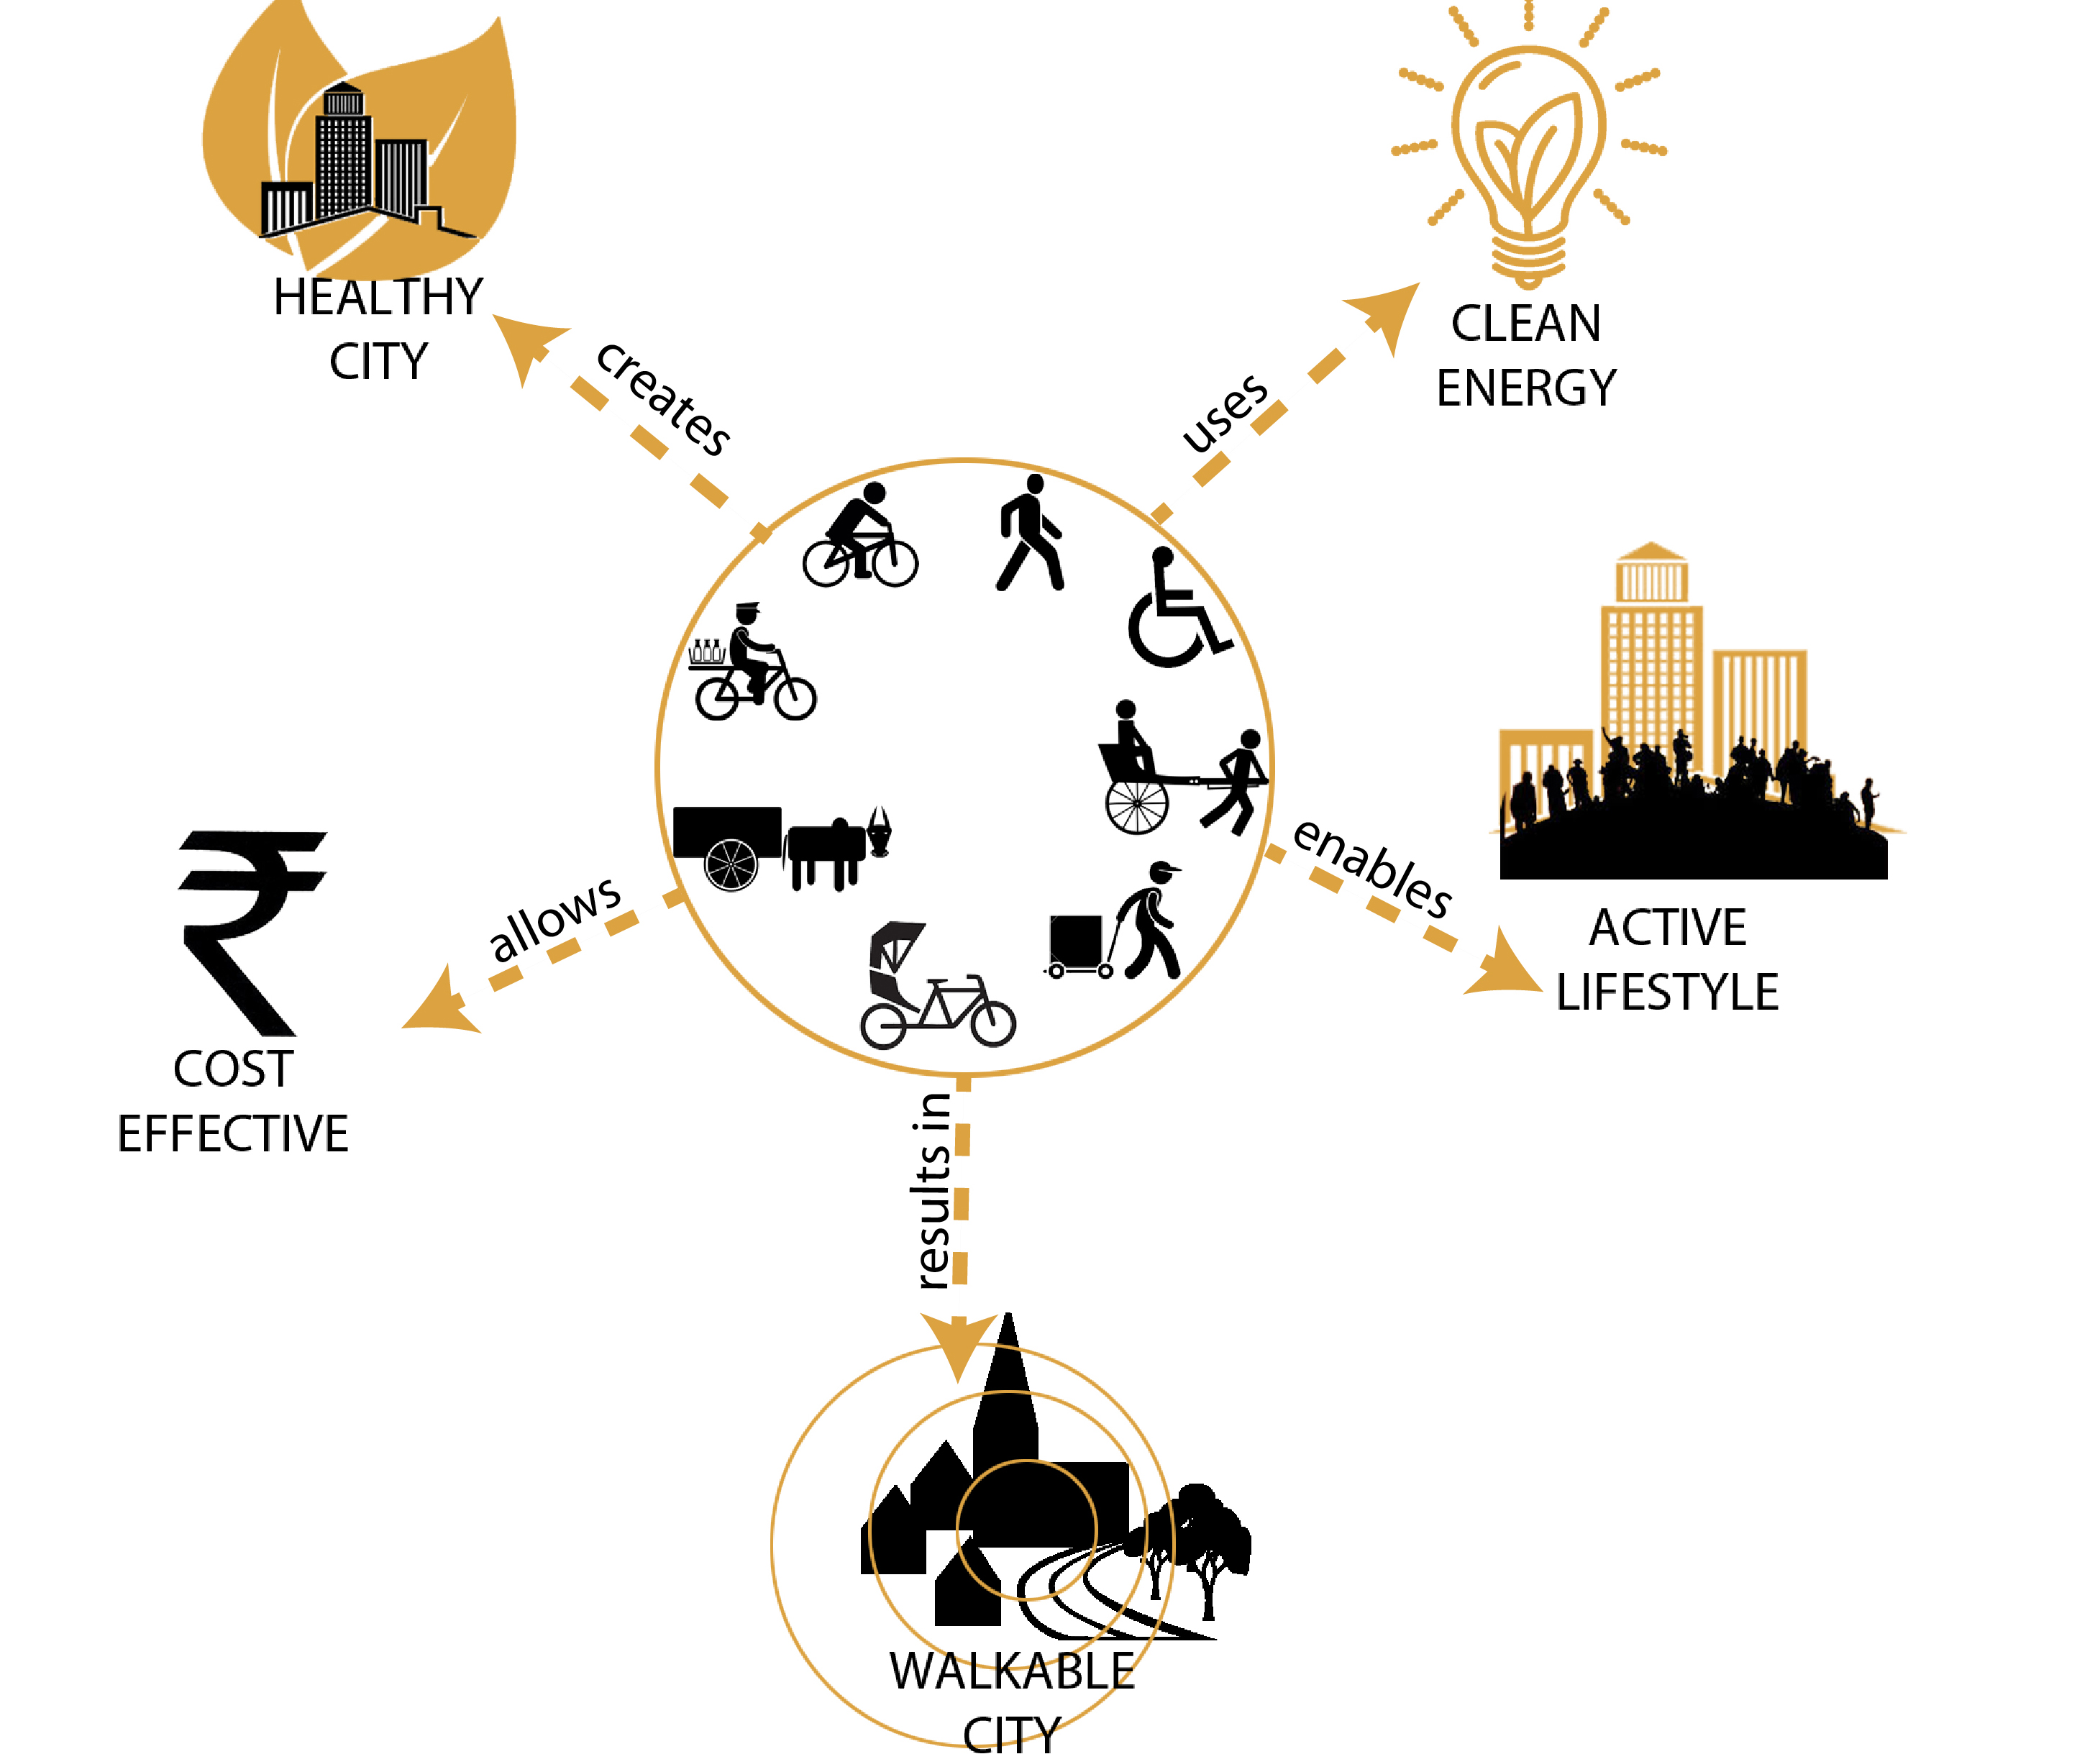 HEALTHY
CITY
creates
CLEAN
ENERGY
uses
enables
ACTIVE
LIFESTYLE
allows
₹
COST
EFFECTIVE
results in
WALKABLE
CITY